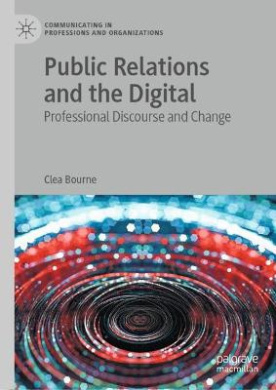 COMMUNICATING IN
PROFESSIONS AND ORGANIZATIONS
Public Relations
and the Digital
Professional Discourse and Change
Clea Bourne
palgrave
macmillan